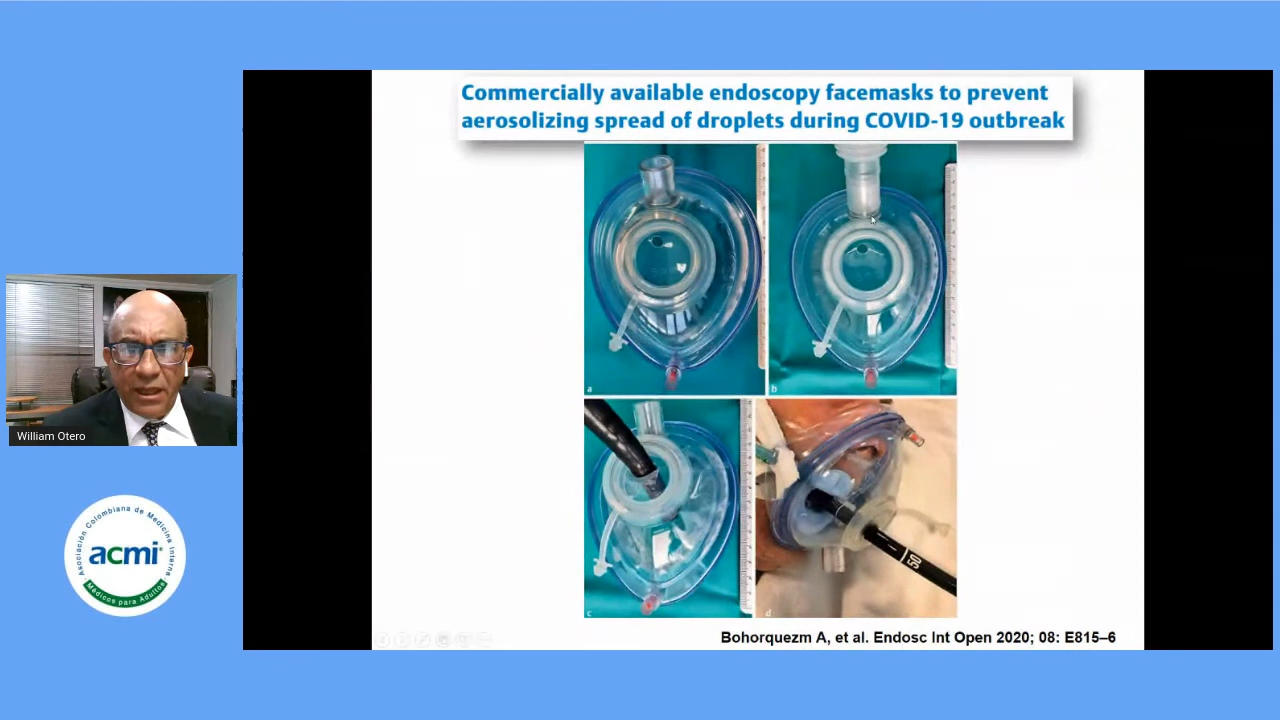 Commercially available endoscopy facemasks to prevent
aerosolizing spread of droplets during COVID-19 outbreak
a
b
c
d
50
William Otero
Asociación Colombiana de Medicina Interna
acmi
Médicos para Adultos
Bohorquezm A, et al. Endosc Int Open 2020; 08: E815–6